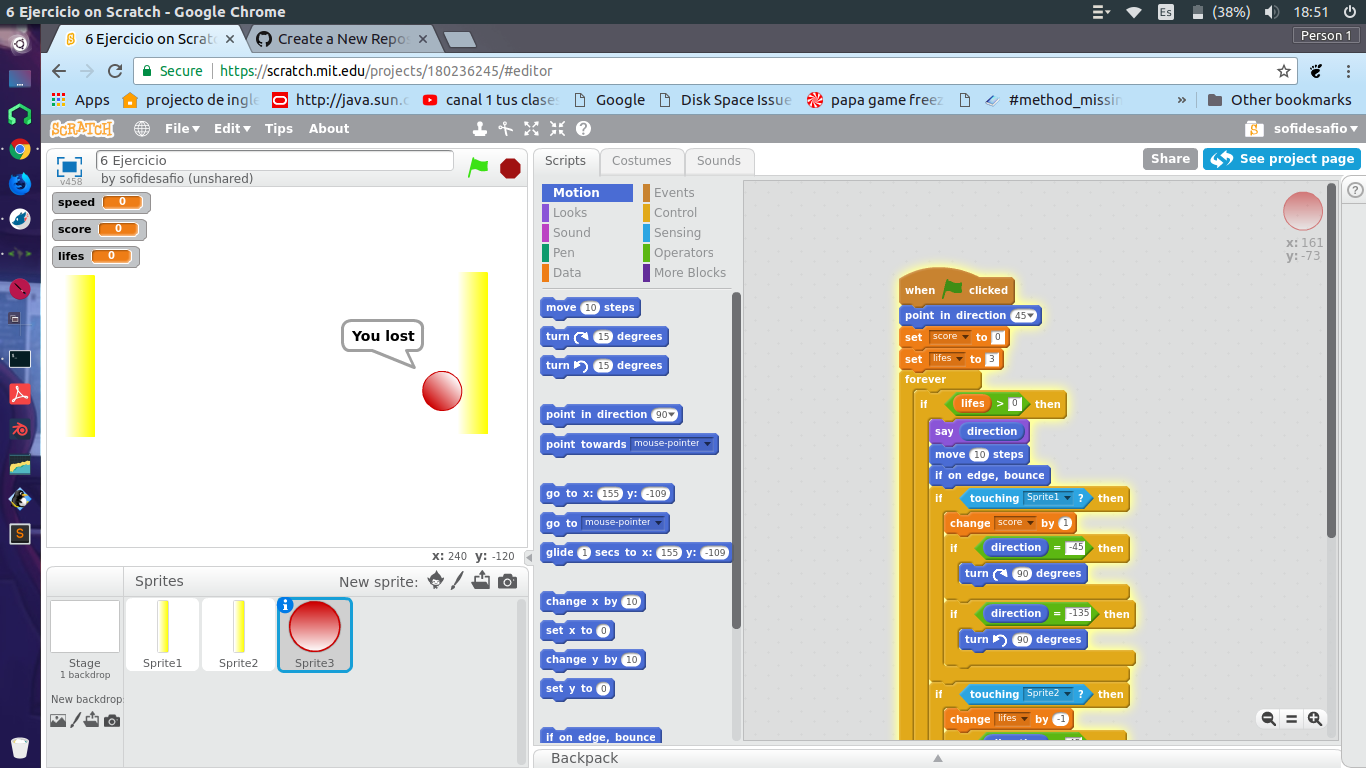 6 Ejercicio on Scratch - Google Chrome
Es (38%) 18:51
6 Ejercicio on Scratc
Create a New Repos
Person 1
Secure https://scratch.mit.edu/projects/180236245/#editor
Apps projecto de ingle http://java.sun.c canal 1 tus clase Google Disk Space Issue papa game freez #method_missin » Other bookmarks
SCRATCH File Edit Tips About sofidesafio
v458
6 Ejercicio
by sofidesafio (unshared)
speed 0
score 0
lifes 0
You lost
x: 240 y: -120
Sprites New sprite:
Stage
1 backdrop
New backdrop
Sprite1
Sprite2
Sprite3
Scripts Costumes Sounds
Share See project page
Motion Events
Looks Control
Sound Sensing
Pen Operators
Data More Blocks
move 10 steps
turn 15 degrees
turn 15 degrees
point in direction 90
point towards mouse-pointer
go to x: 155 y: -109
go to mouse-pointer
glide 1 secs to x: 155 y: -109
change x by 10
set x to 0
change y by 10
set y to 0
if on edge, bounce
x: 161
y: -73
when clicked
point in direction 45
set score to 0
set lifes to 3
forever
if lifes > 0 then
say direction
move 10 steps
if on edge, bounce
if touching Sprite1 ? then
change score by 1
if direction = -45 then
turn 90 degrees
if direction = -135 then
turn 90 degrees
if touching Sprite2 ? then
change lifes by -1
Backpack